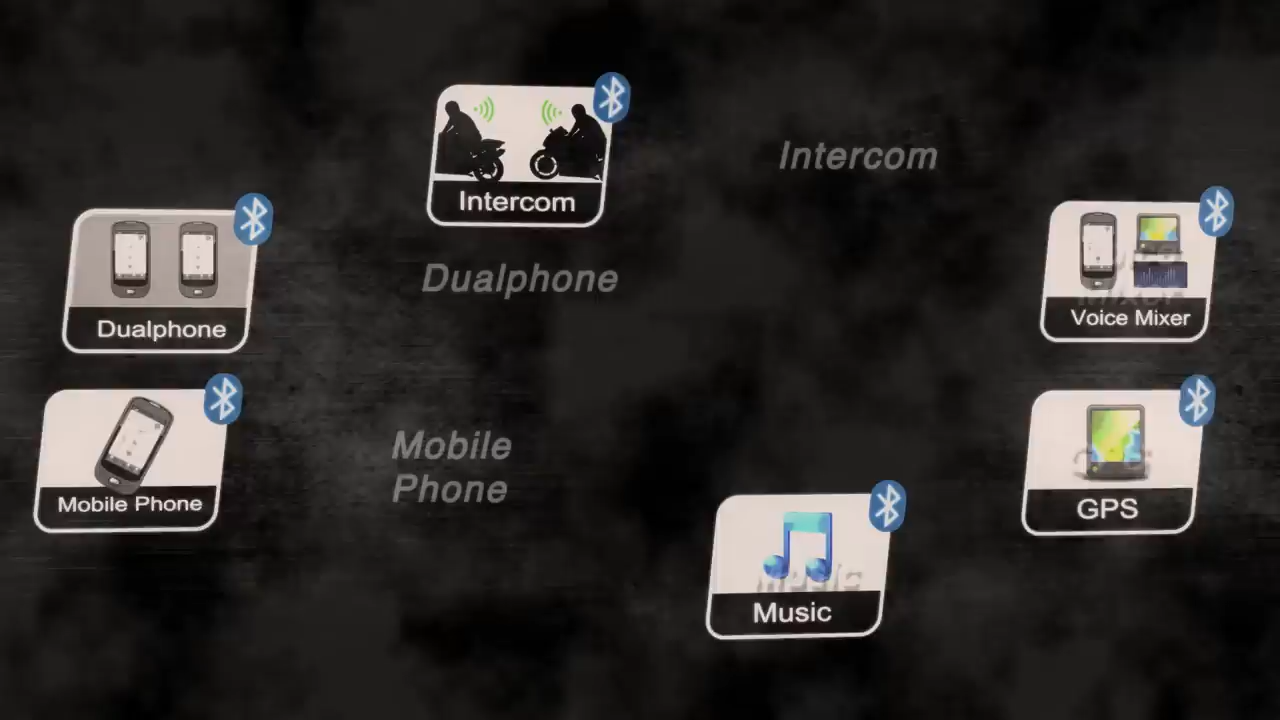 Intercom
Intercom
Dualphone
Dualphone
Voice Mixer
Mobile
Phone
Mobile Phone
GPS
Music